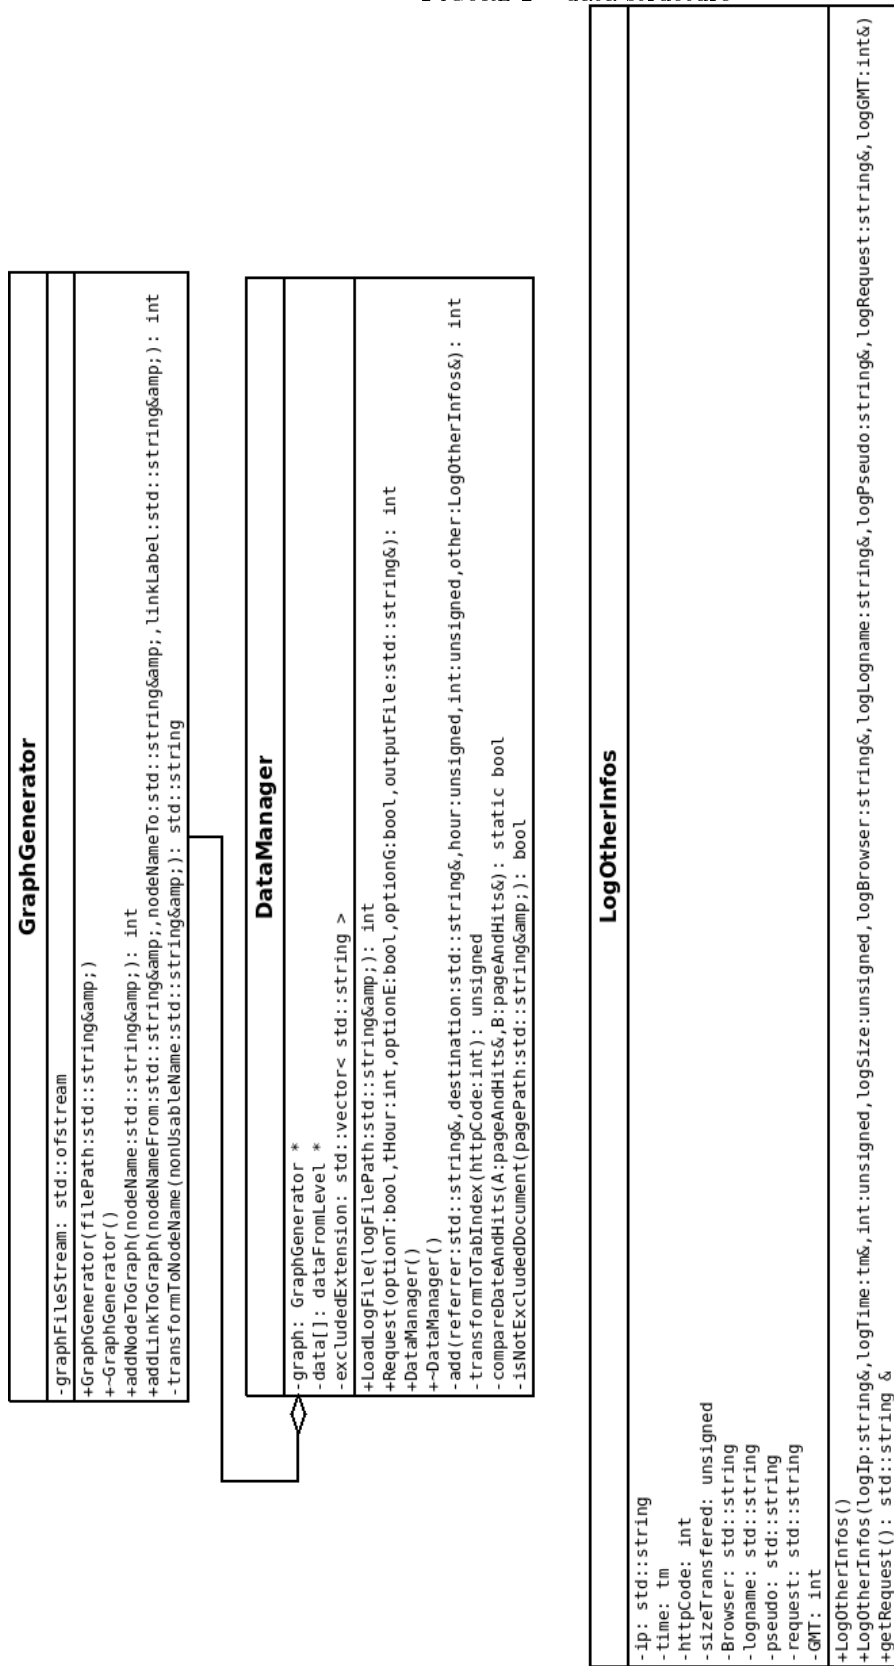 GraphGenerator
-graphFileStream: std::ofstream
+GraphGenerator(filePath:std::string&amp;)
+~GraphGenerator()
+addNodeToGraph(nodeName:std::string&amp;): int
+addLinkToGraph(nodeNameFrom:std::string&amp;,nodeNameTo:std::string&amp;,linkLabel:std::string&amp;): int
-transformToNodeName(nonUsableName:std::string&amp;): std::string
DataManager
-graph: GraphGenerator *
-data[]: dataFromLevel *
-excludedExtension: std::vector< std::string >
+LoadLogFile(logFilePath:std::string&amp;): int
+Request(optionT:bool,tHour:int,optionE:bool,optionG:bool,outputFile:std::string&): int
+DataManager()
+~DataManager()
-add(referrer:std::string&,destination:std::string&,hour:unsigned,int:unsigned,other:LogOtherInfos&): int
-transformToTabIndex(httpCode:int): unsigned
-compareDateAndHits(A:pageAndHits&,B:pageAndHits&): static bool
-isNotExcludedDocument(pagePath:std::string&amp;): bool
LogOtherInfos
-ip: std::string
-time: tm
-httpCode: int
-sizeTransfered: unsigned
-Browser: std::string
-logname: std::string
-pseudo: std::string
-request: std::string
-GMT: int
+LogOtherInfos()
+LogOtherInfos(logIp:string&,logTime:tm&,int:unsigned,logSize:unsigned,logBrowser:string&,logLogname:string&,logPseudo:string&,logRequest:string&,logGMT:int&)
+getRequest(): std::string &